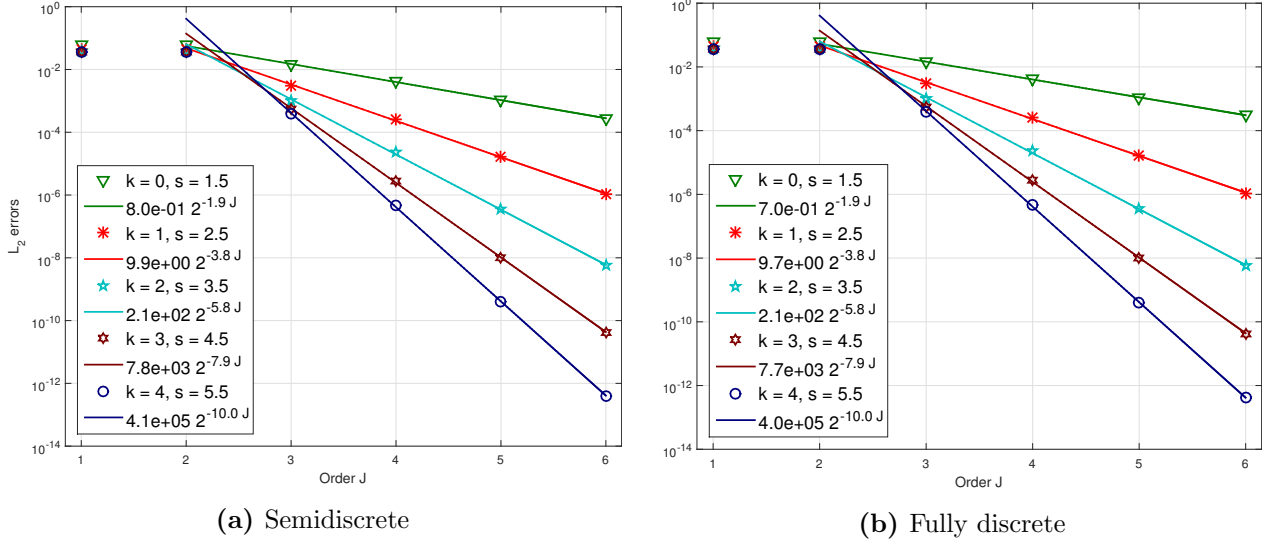 10^0
10^-2
10^-4
10^-6
10^-8
10^-10
10^-12
10^-14
L_2 errors
k = 0, s = 1.5
8.0e-01 2^-1.9 J
k = 1, s = 2.5
9.9e+00 2^-3.8 J
k = 2, s = 3.5
2.1e+02 2^-5.8 J
k = 3, s = 4.5
7.8e+03 2^-7.9 J
k = 4, s = 5.5
4.1e+05 2^-10.0 J
1 2 3 4 5 6
Order J
(a) Semidiscrete
10^0
10^-2
10^-4
10^-6
10^-8
10^-10
10^-12
10^-14
k = 0, s = 1.5
7.0e-01 2^-1.9 J
k = 1, s = 2.5
9.7e+00 2^-3.8 J
k = 2, s = 3.5
2.1e+02 2^-5.8 J
k = 3, s = 4.5
7.7e+03 2^-7.9 J
k = 4, s = 5.5
4.0e+05 2^-10.0 J
1 2 3 4 5 6
Order J
(b) Fully discrete